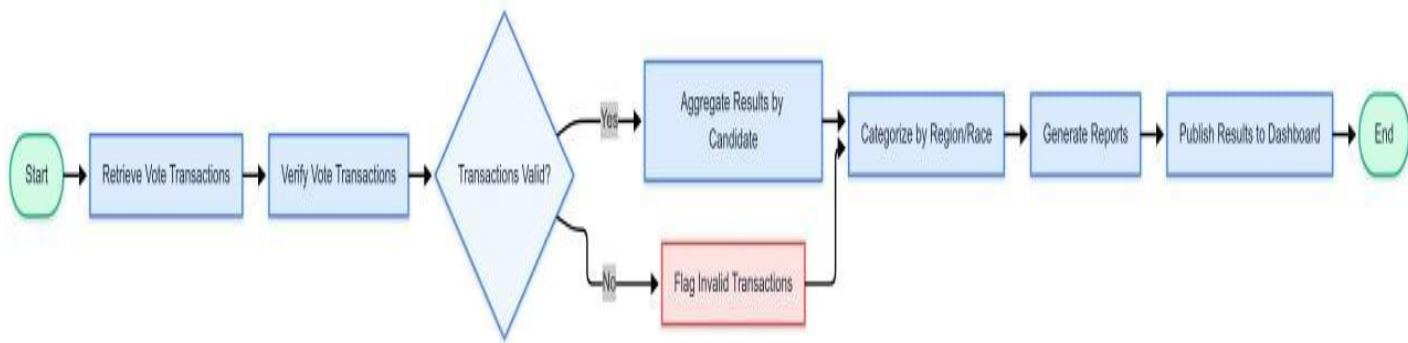 Start
Retrieve Vote Transactions
Verify Vote Transactions
Transactions Valid?
Yes
Aggregate Results by
Candidate
No
Flag Invalid Transactions
Categorize by Region/Race
Generate Reports
Publish Results to Dashboard
End